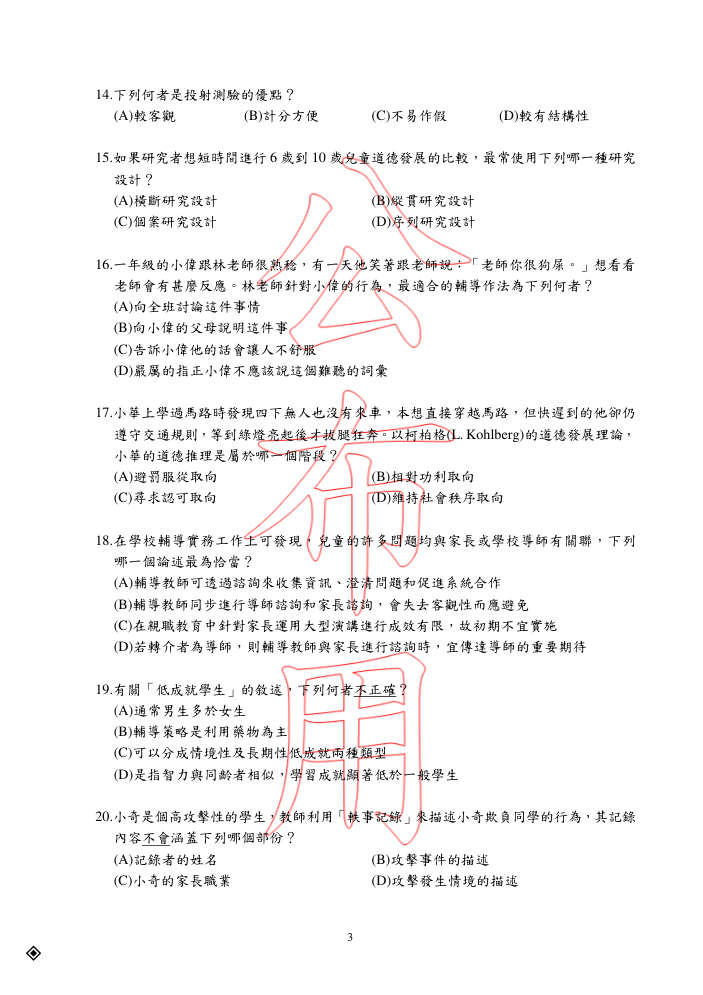 14.下列何者是投射測驗的優點？
(A)較客觀 (B)計分方便 (C)不易作假 (D)較有結構性
15.如果研究者想短時間進行 6 歲到 10 歲兒童道德發展的比較，最常使用下列哪一種研究
設計？
(A)橫斷研究設計 (B)縱貫研究設計
(C)個案研究設計 (D)序列研究設計
16.一年級的小偉跟林老師很熟稔，有一天他笑著跟老師說：「老師你很狗屎。」想看看
老師會有甚麼反應。林老師針對小偉的行為，最適合的輔導作法為下列何者？
(A)向全班討論這件事情
(B)向小偉的父母說明這件事
(C)告訴小偉他的話會讓人不舒服
(D)嚴厲的指正小偉不應該說這個難聽的詞彙
17.小華上學過馬路時發現四下無人也沒有來車，本想直接穿越馬路，但快遲到的他卻仍
遵守交通規則，等到綠燈亮起後才拔腿狂奔。以柯柏格(L. Kohlberg)的道德發展理論，
小華的道德推理是屬於哪一個階段？
(A)避罰服從取向 (B)相對功利取向
(C)尋求認可取向 (D)維持社會秩序取向
18.在學校輔導實務工作上可發現，兒童的許多問題均與家長或學校導師有關聯，下列
哪一個論述最為恰當？
(A)輔導教師可透過諮詢來收集資訊、澄清問題和促進系統合作
(B)輔導教師同步進行導師諮詢和家長諮詢，會失去客觀性而應避免
(C)在親職教育中針對家長運用大型演講進行成效有限，故初期不宜實施
(D)若轉介者為導師，則輔導教師與家長進行諮詢時，宜傳達導師的重要期待
19.有關「低成就學生」的敘述，下列何者不正確？
(A)通常男生多於女生
(B)輔導策略是利用藥物為主
(C)可以分成情境性及長期性低成就兩種類型
(D)是指智力與同齡者相似，學習成就顯著低於一般學生
20.小奇是個高攻擊性的學生，教師利用「軼事記錄」來描述小奇欺負同學的行為，其記錄
內容不會涵蓋下列哪個部份？
(A)記錄者的姓名 (B)攻擊事件的描述
(C)小奇的家長職業 (D)攻擊發生情境的描述
公布用
3